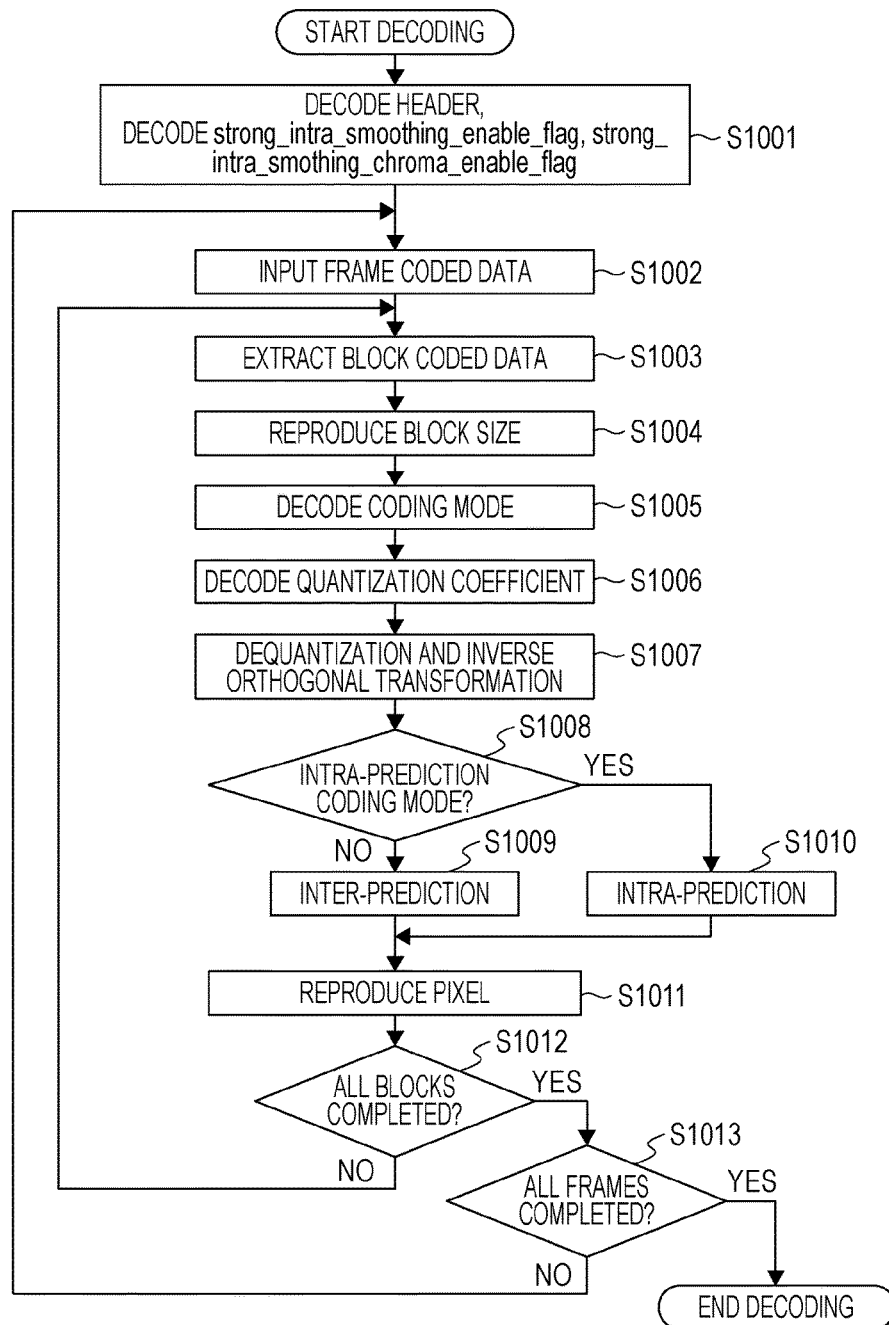 START DECODING
DECODE HEADER,
DECODE strong_intra_smoothing_enable_flag, strong_
intra_smothing_chroma_enable_flag
S1001
INPUT FRAME CODED DATA
S1002
EXTRACT BLOCK CODED DATA
S1003
REPRODUCE BLOCK SIZE
S1004
DECODE CODING MODE
S1005
DECODE QUANTIZATION COEFFICIENT
S1006
DEQUANTIZATION AND INVERSE
ORTHOGONAL TRANSFORMATION
S1007
S1008
INTRA-PREDICTION
CODING MODE?
YES
NO
S1009
S1010
INTER-PREDICTION
INTRA-PREDICTION
REPRODUCE PIXEL
S1011
S1012
ALL BLOCKS
COMPLETED?
YES
NO
S1013
ALL FRAMES
COMPLETED?
YES
NO
END DECODING